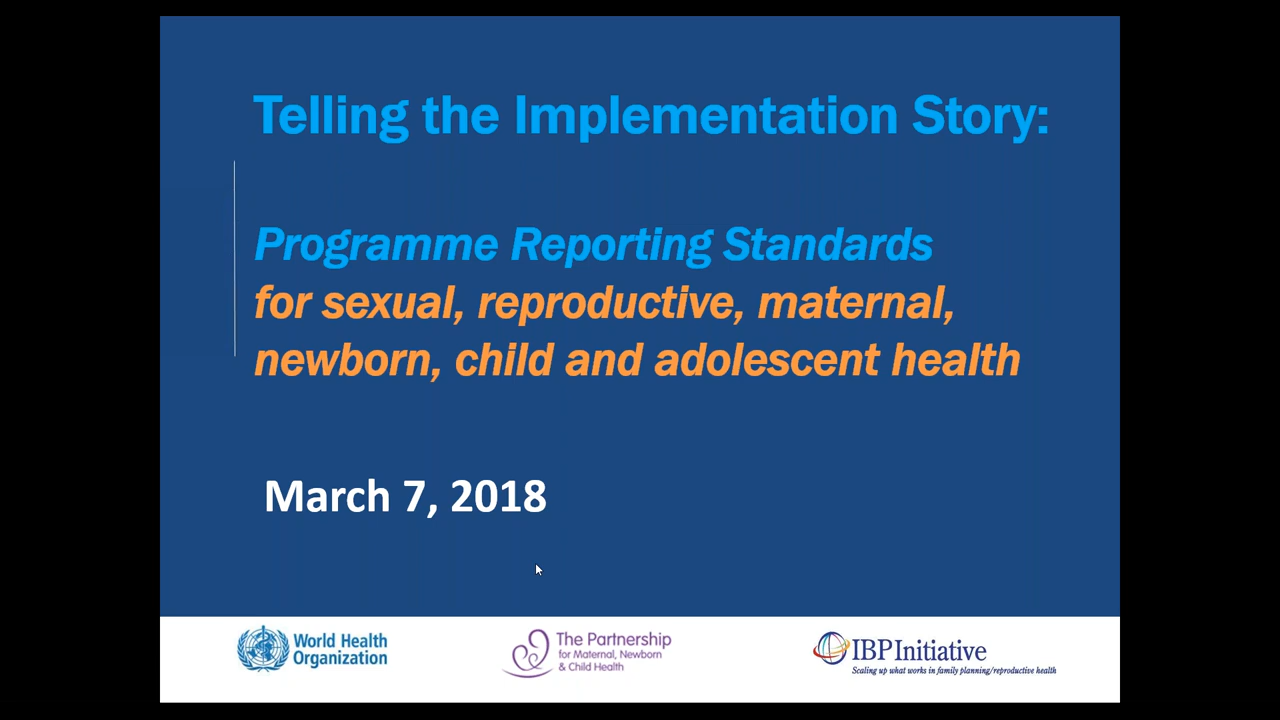 Telling the Implementation Story:
Programme Reporting Standards
for sexual, reproductive, maternal,
newborn, child and adolescent health
March 7, 2018
World Health
Organization
The Partnership
for Maternal, Newborn
& Child Health
IBPInitiative
Scaling up what works in family planning/reproductive health